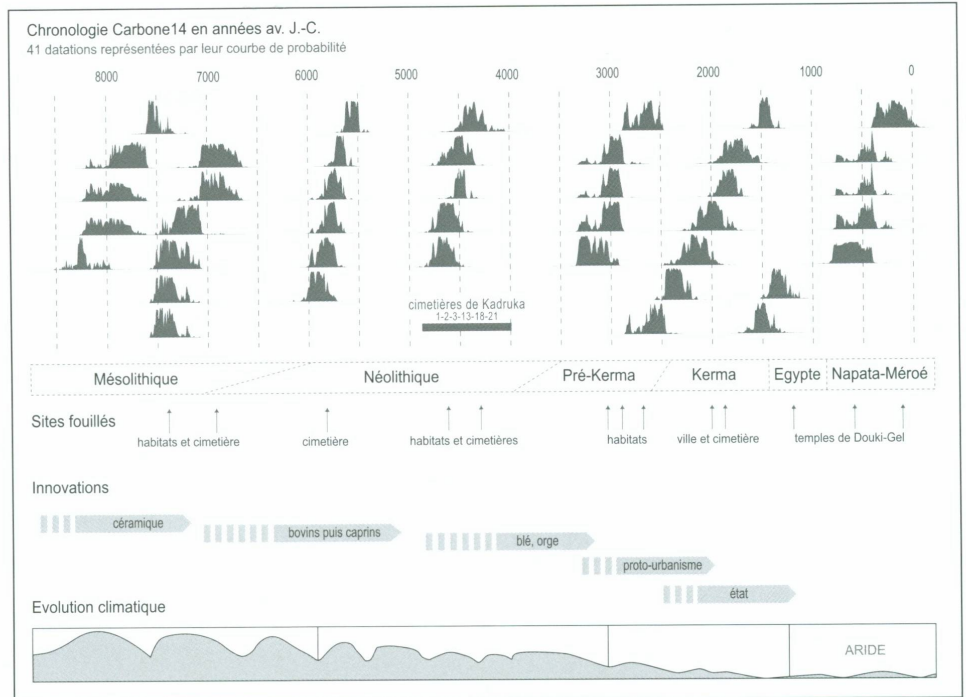 Chronologie Carbone14 en années av. J.-C.
41 datations représentées par leur courbe de probabilité
8000 7000 6000 5000 4000 3000 2000 1000 0
cimetières de Kadruka
1-2-3-13-18-21
Mésolithique Néolithique Pré-Kerma Kerma Egypte Napata-Méroé
Sites fouillés
habitats et cimetière cimetière habitats et cimetières habitats ville et cimetière temples de Douki-Gel
Innovations
céramique
bovins puis caprins
blé, orge
proto-urbanisme
état
Evolution climatique
ARIDE